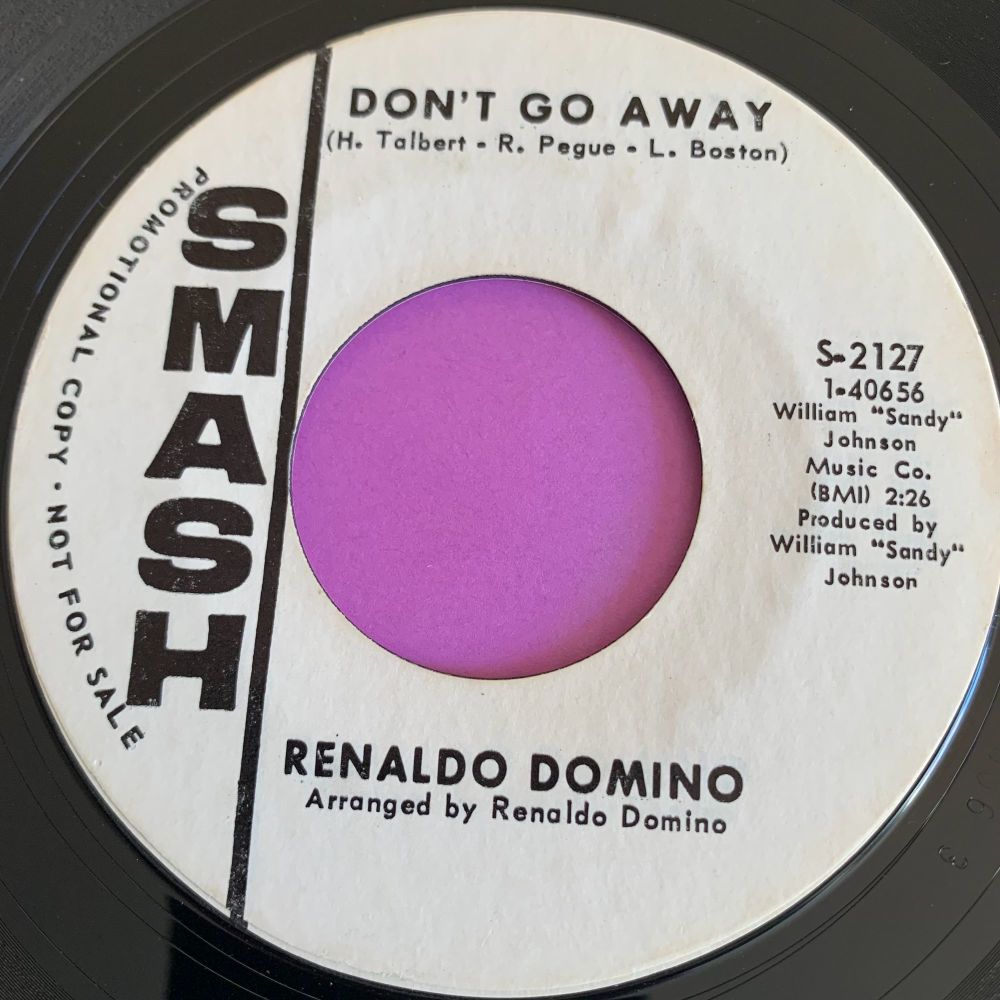 DON'T GO AWAY
(H. Talbert - R. Pegue - L. Boston)
SMASH
PROMOTIONAL COPY • NOT FOR SALE
S-2127
1-40656
William "Sandy"
Johnson
Music Co.
(BMI) 2:26
Produced by
William "Sandy"
Johnson
RENALDO DOMINO
Arranged by Renaldo Domino